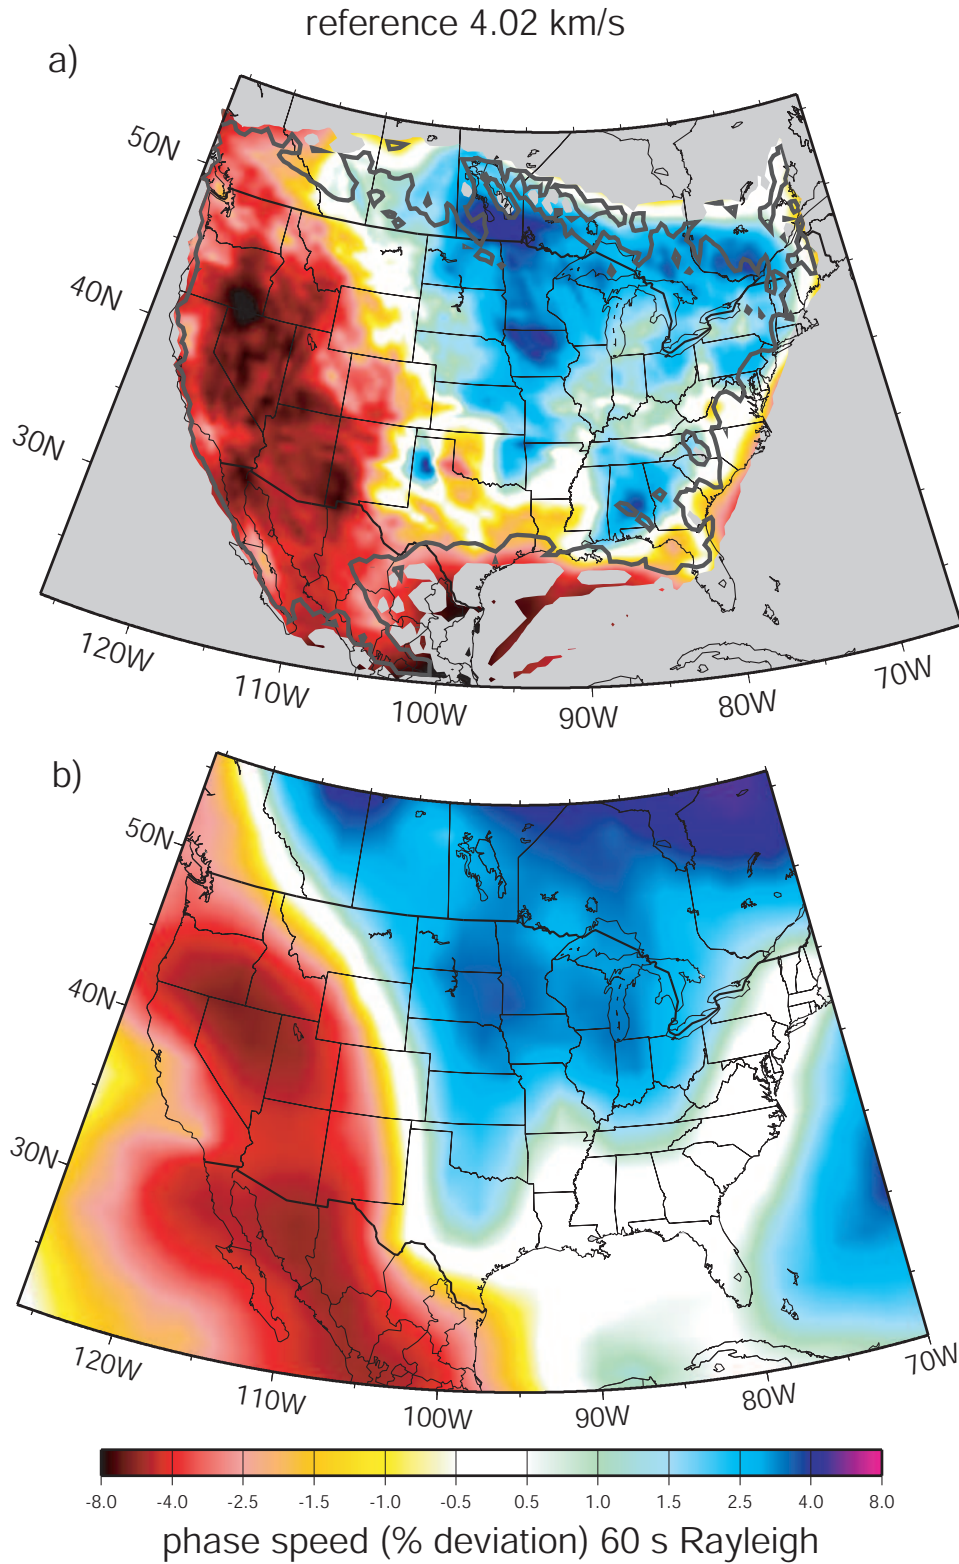 reference 4.02 km/s
a)
50N
40N
30N
120W
110W
100W
90W
80W
70W
b)
50N
40N
30N
120W
110W
100W
90W
80W
70W
-8.0 -4.0 -2.5 -1.5 -1.0 -0.5 0.5 1.0 1.5 2.5 4.0 8.0
phase speed (% deviation) 60 s Rayleigh